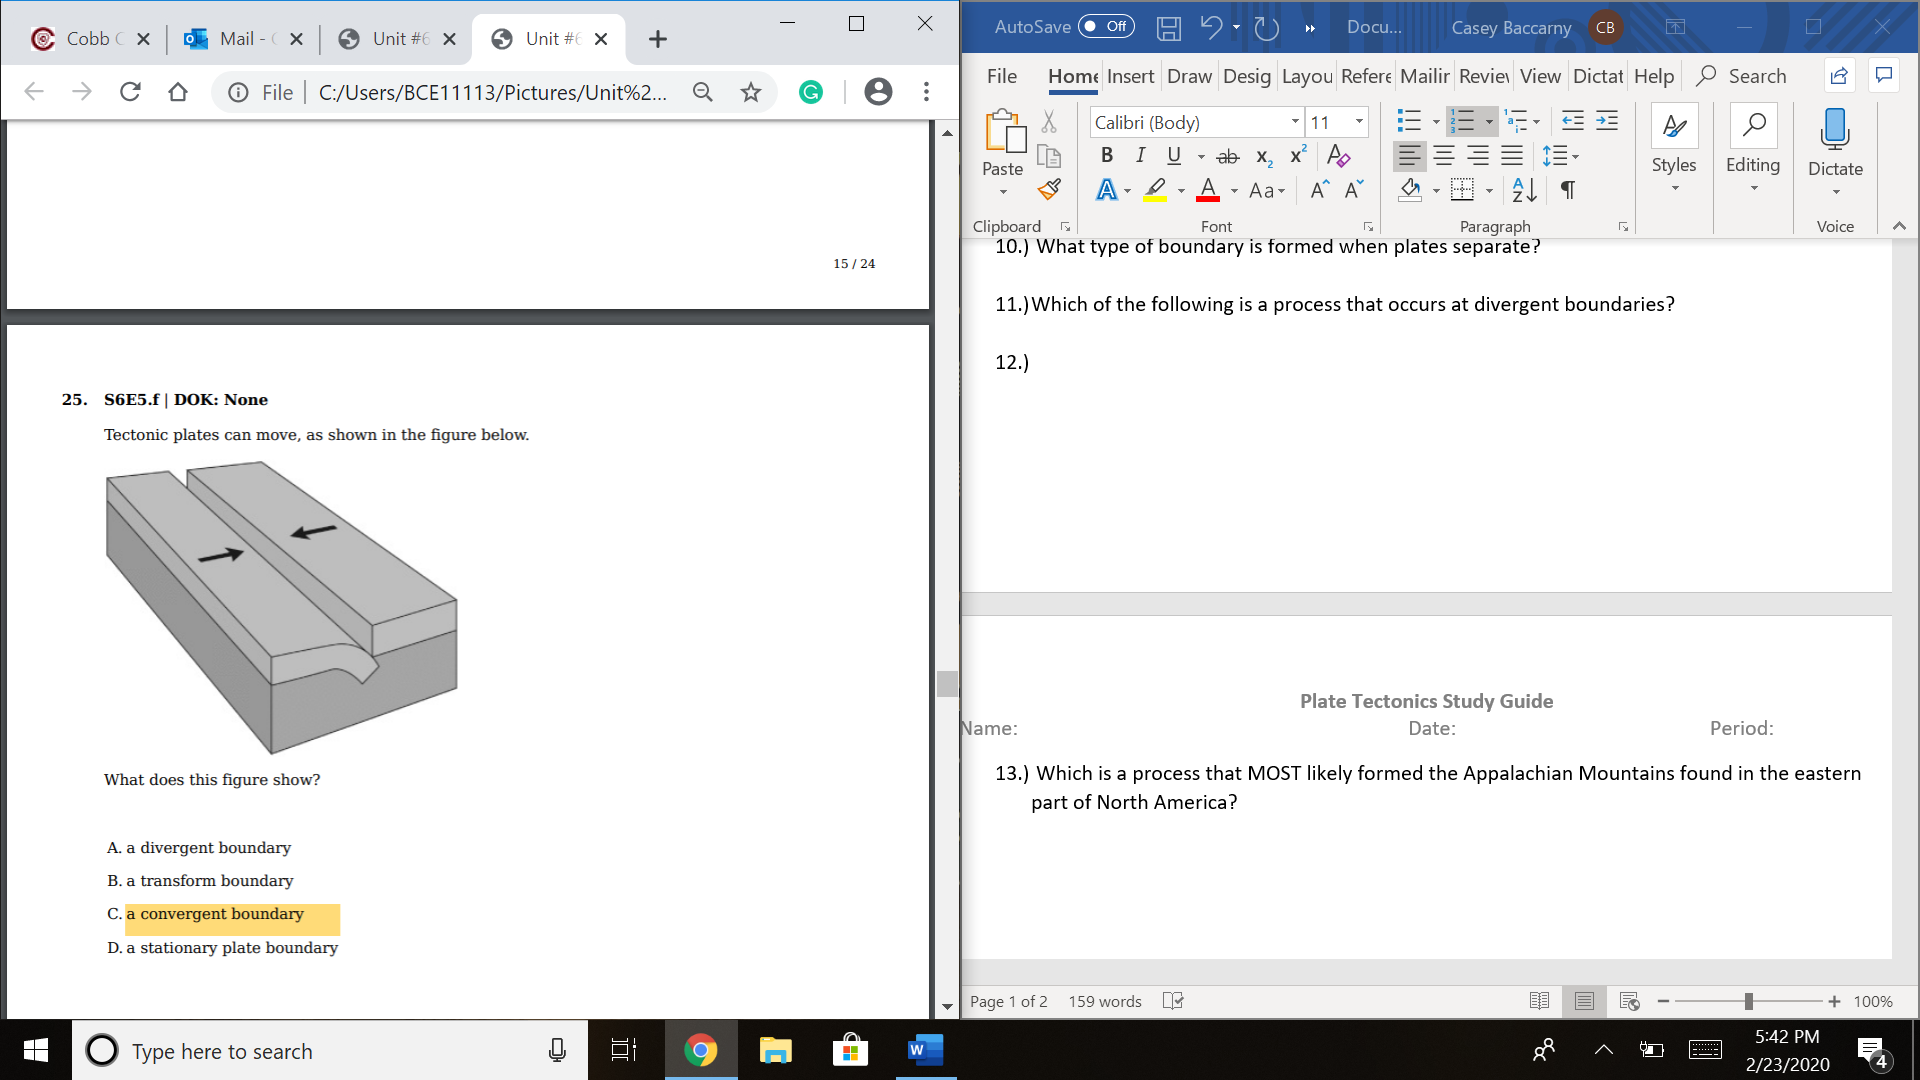 Cobb C
Mail - C
Unit #6
Unit #6
File
C:/Users/BCE11113/Pictures/Unit%2...
15 / 24
25. S6E5.f | DOK: None
Tectonic plates can move, as shown in the figure below.
What does this figure show?
A. a divergent boundary
B. a transform boundary
C. a convergent boundary
D. a stationary plate boundary
AutoSave Off Docu... Casey Baccarny CB
File Home Insert Draw Desig Layou Refere Mailin Review View Dictat Help Search
Calibri (Body) 11
B I U ab x₂ x² A
A A Aa A A
Paste
Styles
Editing
Dictate
Clipboard Font Paragraph Voice
10.) What type of boundary is formed when plates separate?
11.) Which of the following is a process that occurs at divergent boundaries?
12.)
Plate Tectonics Study Guide
Name: Date: Period:
13.) Which is a process that MOST likely formed the Appalachian Mountains found in the eastern
part of North America?
Page 1 of 2 159 words 100%
Type here to search
5:42 PM
2/23/2020
4